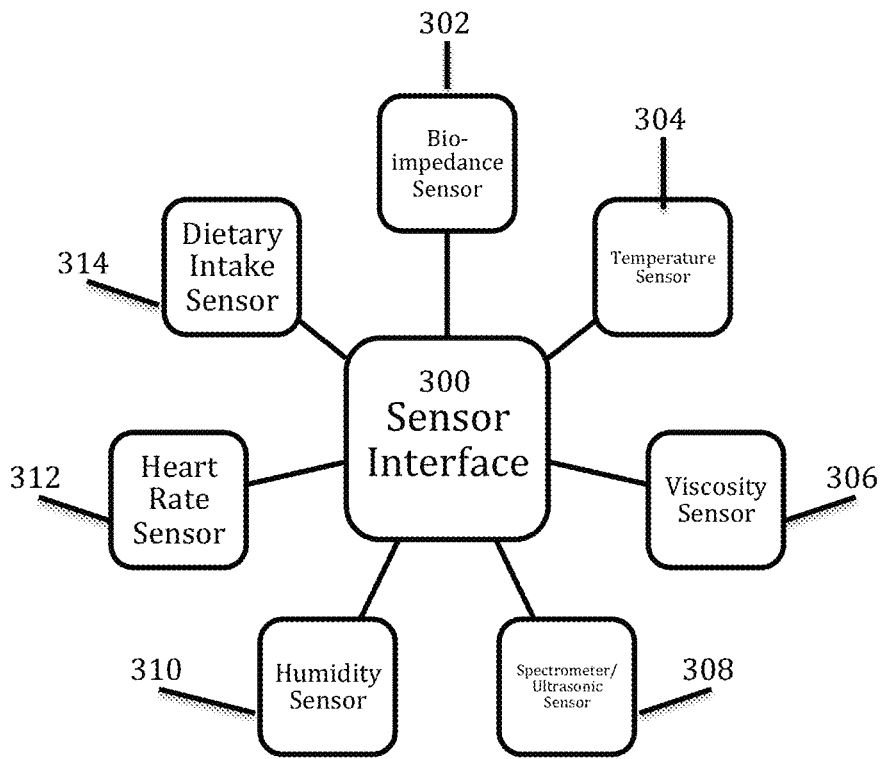 302
Bio-
impedance
Sensor
304
Temperature
Sensor
Dietary
Intake
Sensor
314
300
Sensor
Interface
312
Heart
Rate
Sensor
Viscosity
Sensor
306
310
Humidity
Sensor
Spectrometer/
Ultrasonic
Sensor
308